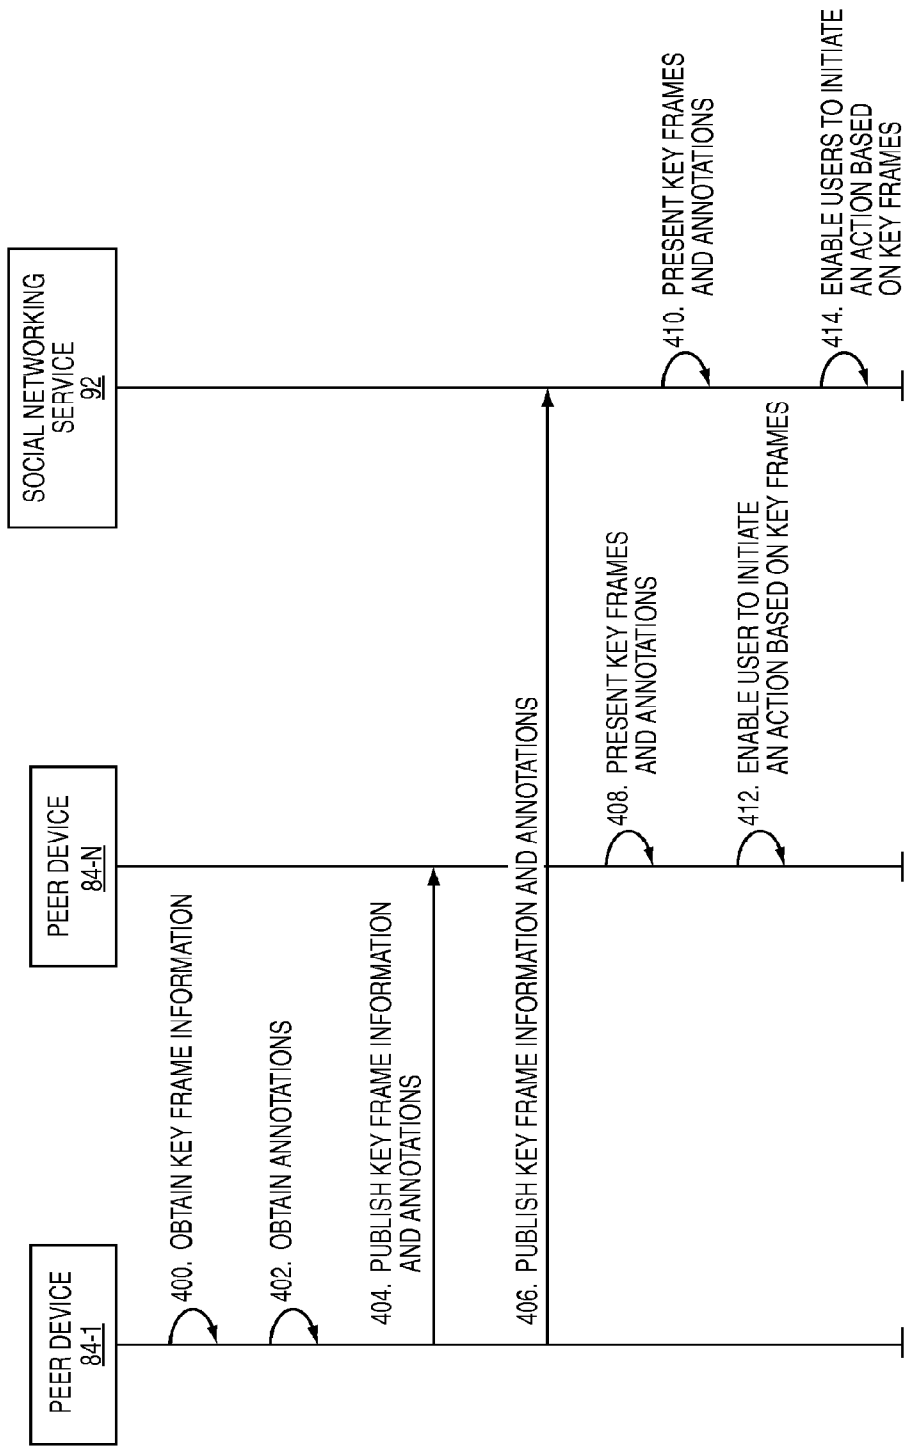 PEER DEVICE
84-1
PEER DEVICE
84-N
SOCIAL NETWORKING
SERVICE
92
400. OBTAIN KEY FRAME INFORMATION
402. OBTAIN ANNOTATIONS
404. PUBLISH KEY FRAME INFORMATION
AND ANNOTATIONS
406. PUBLISH KEY FRAME INFORMATION AND ANNOTATIONS
408. PRESENT KEY FRAMES
AND ANNOTATIONS
410. PRESENT KEY FRAMES
AND ANNOTATIONS
412. ENABLE USER TO INITIATE
AN ACTION BASED ON KEY FRAMES
414. ENABLE USERS TO INITIATE
AN ACTION BASED
ON KEY FRAMES